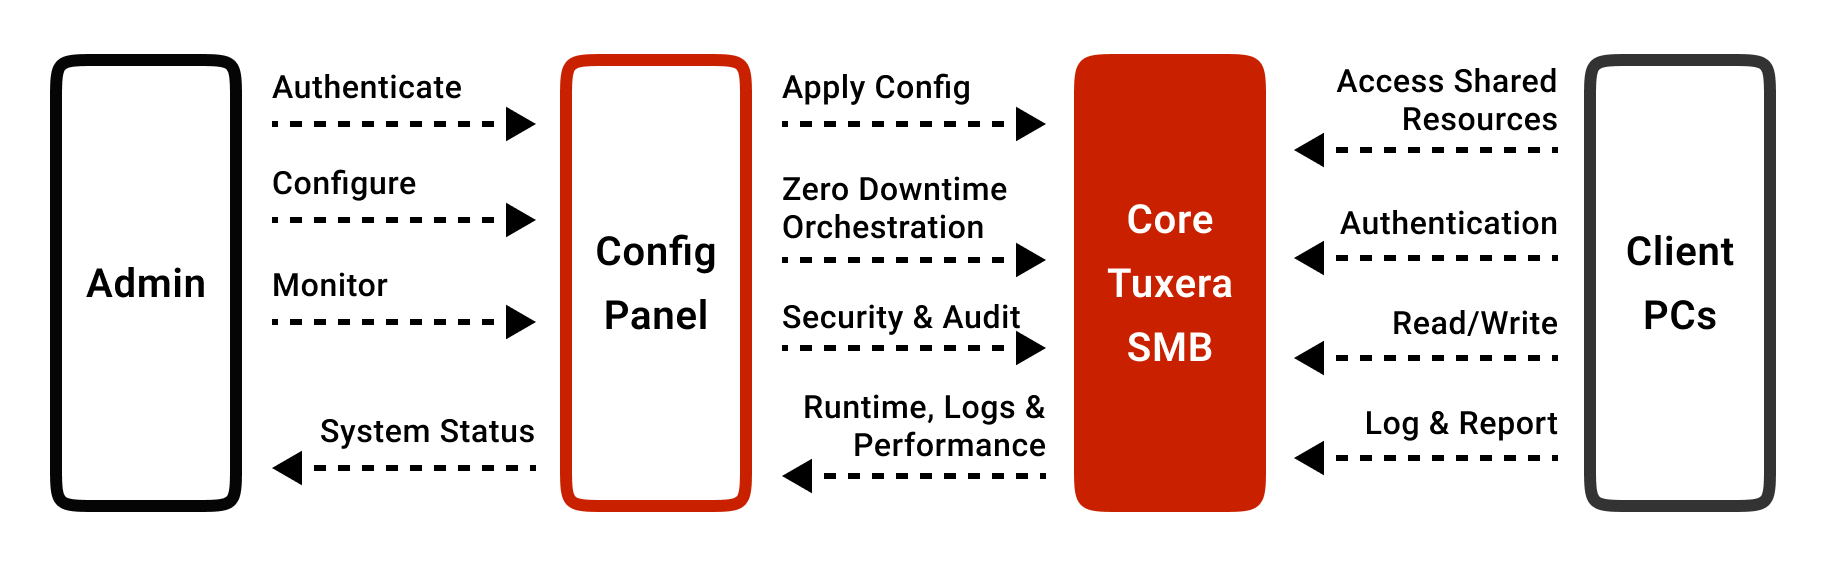 Admin
Authenticate
Configure
Monitor
System Status
Config
Panel
Apply Config
Zero Downtime
Orchestration
Security & Audit
Runtime, Logs &
Performance
Core
Tuxera
SMB
Access Shared
Resources
Authentication
Read/Write
Log & Report
Client
PCs